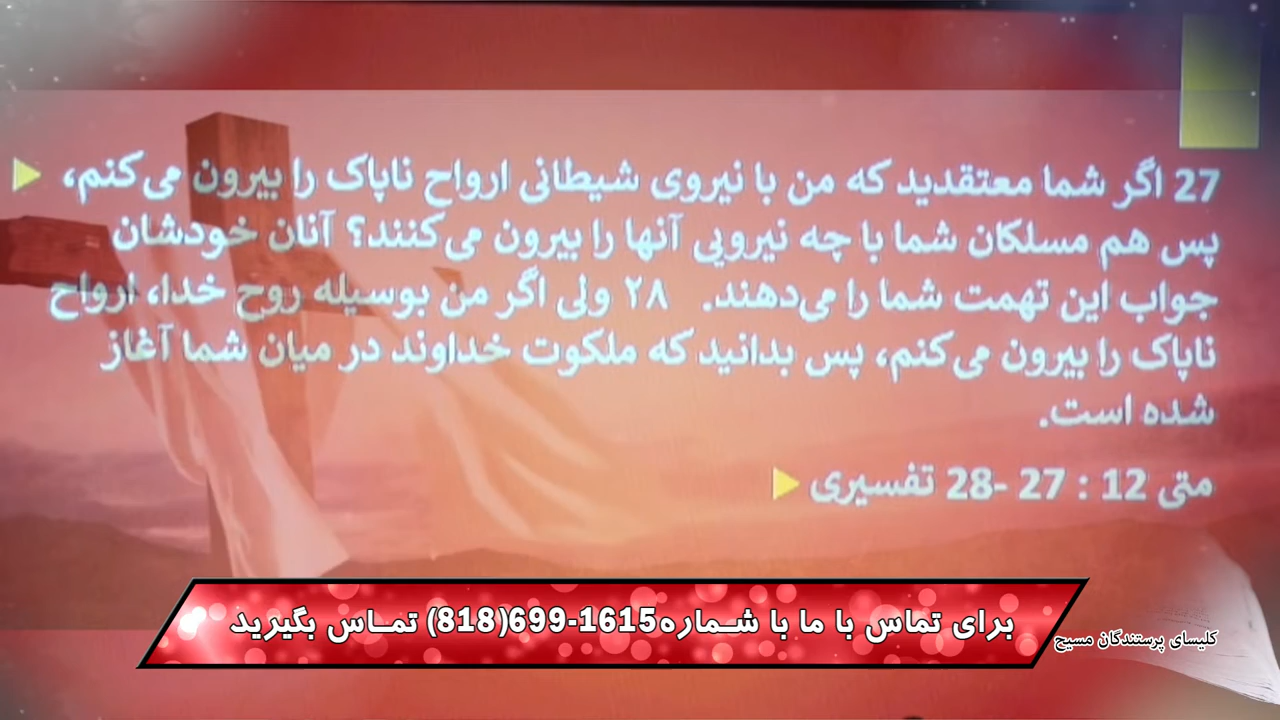 27 اگر شما معتقدید که من با نیروی شیطانی ارواح ناپاک را بیرون می‌کنم،
پس هم مسلکان شما با چه نیرویی آنها را بیرون می‌کنند؟ آنان خودشان
جواب این تهمت شما را می‌دهند. ۲۸ ولی اگر من بوسیله روح خدا، ارواح
ناپاک را بیرون می‌کنم، پس بدانید که ملکوت خداوند در میان شما آغاز
شده است.
متی 12 : 27 -28 تفسیری
برای تماس با ما با شـماره 1615-699(818) تمـاس بگیرید
کلیسای پرستندگان مسیح